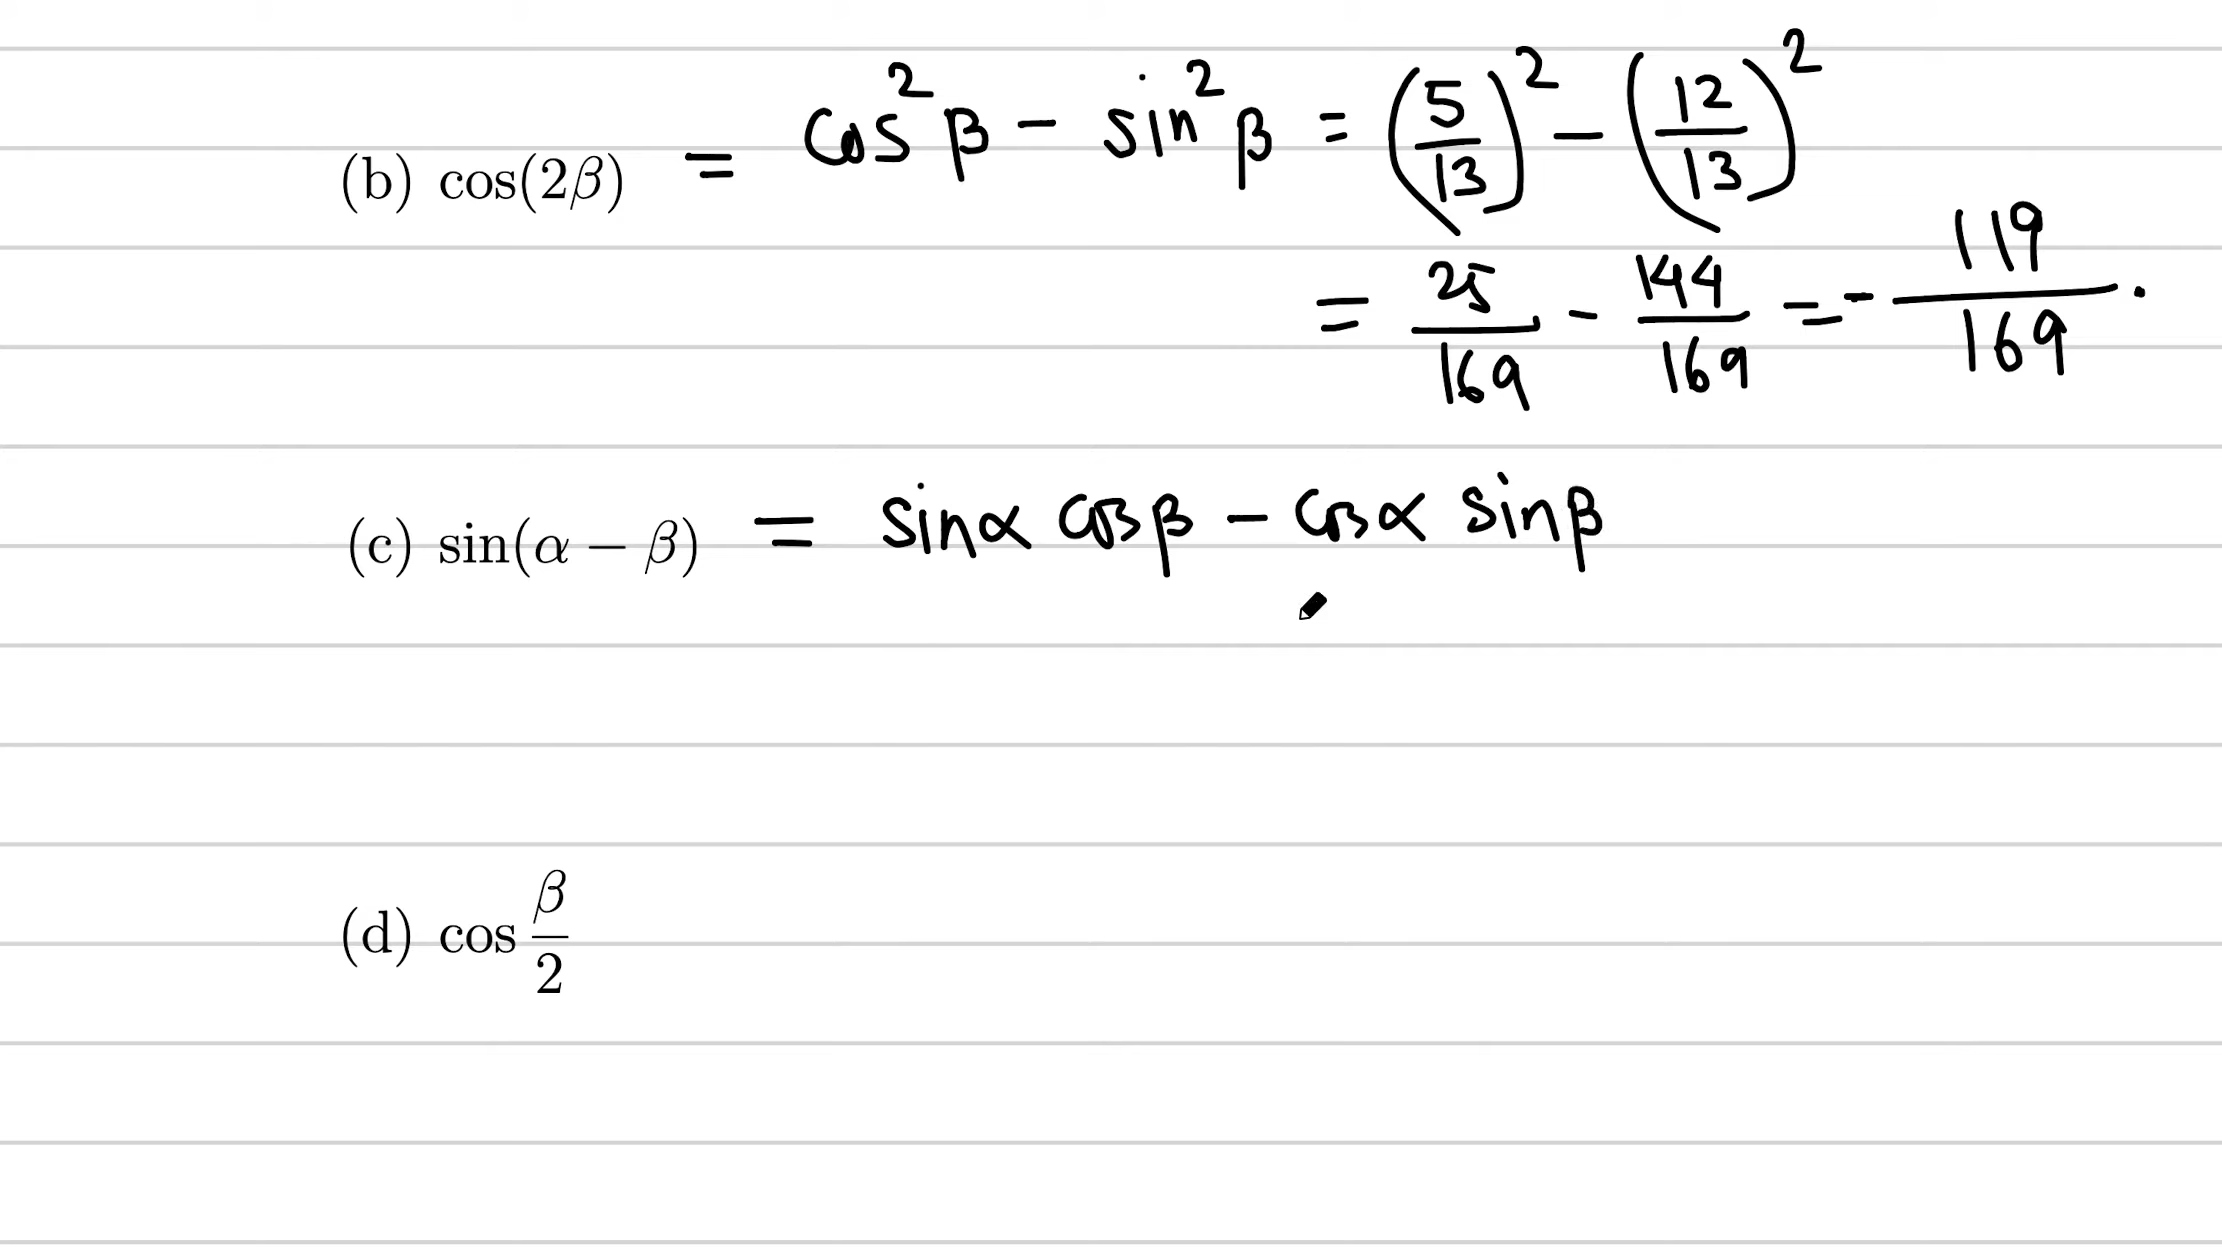 (b) cos(2β) = cos²β − sin²β = (5/13)² − (12/13)²
= 25/169 − 144/169 = −119/169.
(c) sin(α − β) = sinα cosβ − cosα sinβ
(d) cos β/2